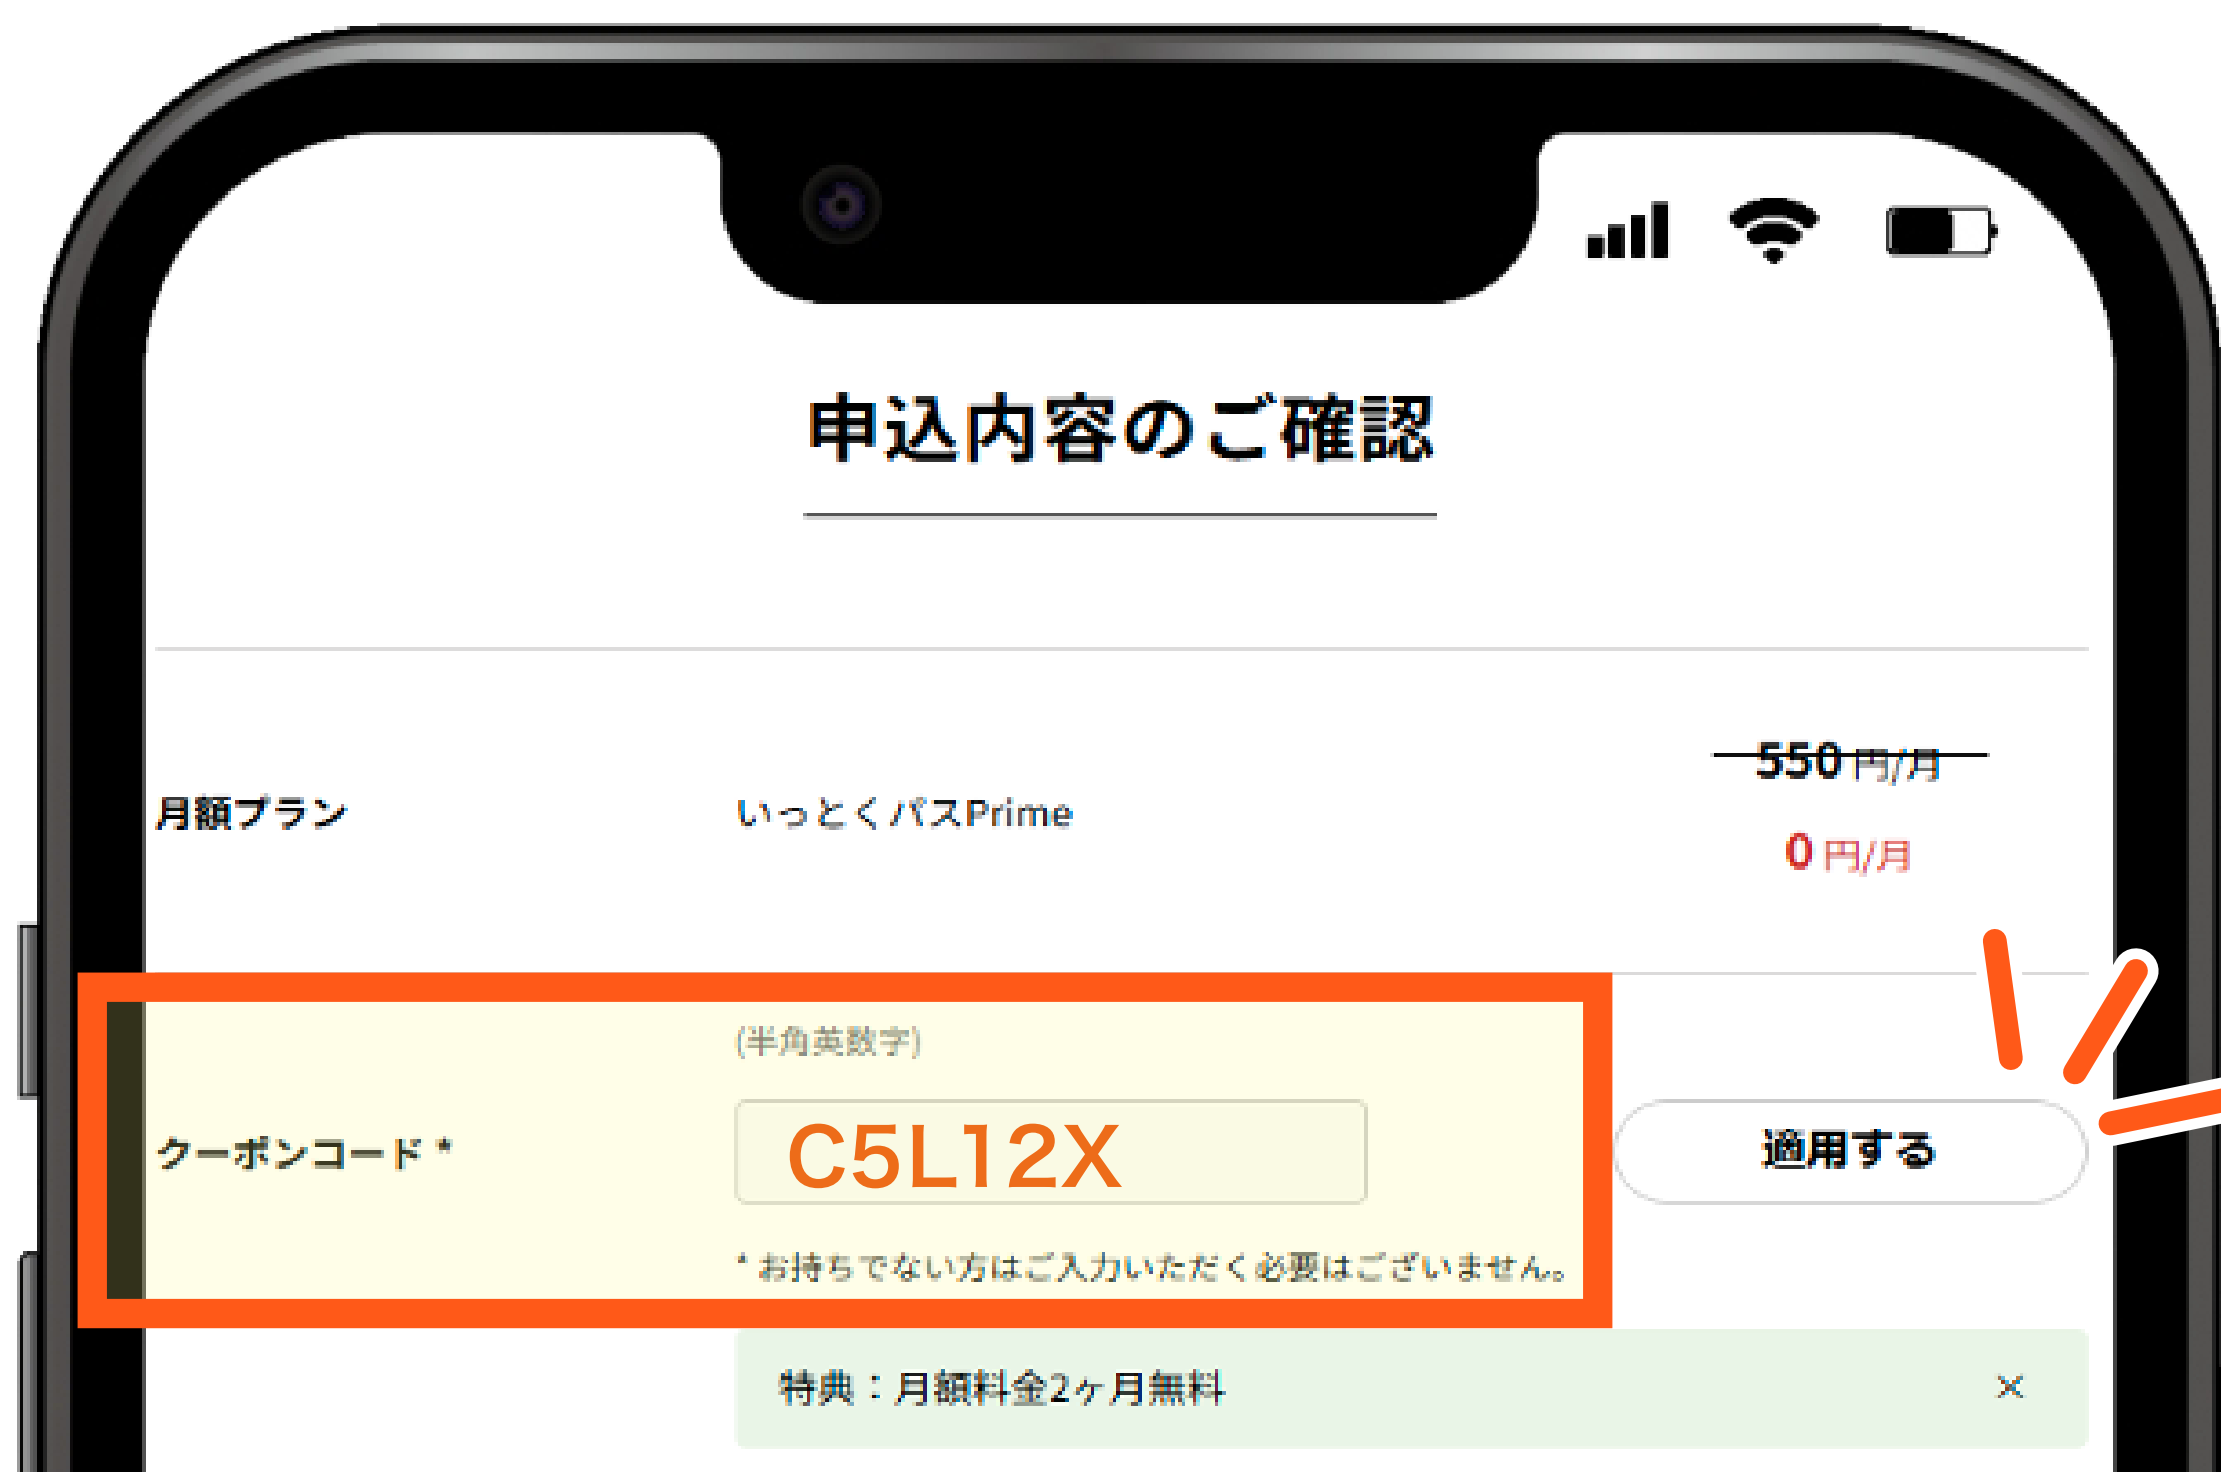 申込内容のご確認
550 円/月
月額プラン いっとくパスPrime
0 円/月
(半角英数字)
クーポンコード * C5L12X 適用する
* お持ちでない方はご入力いただく必要はございません。
特典：月額料金2ヶ月無料 ×